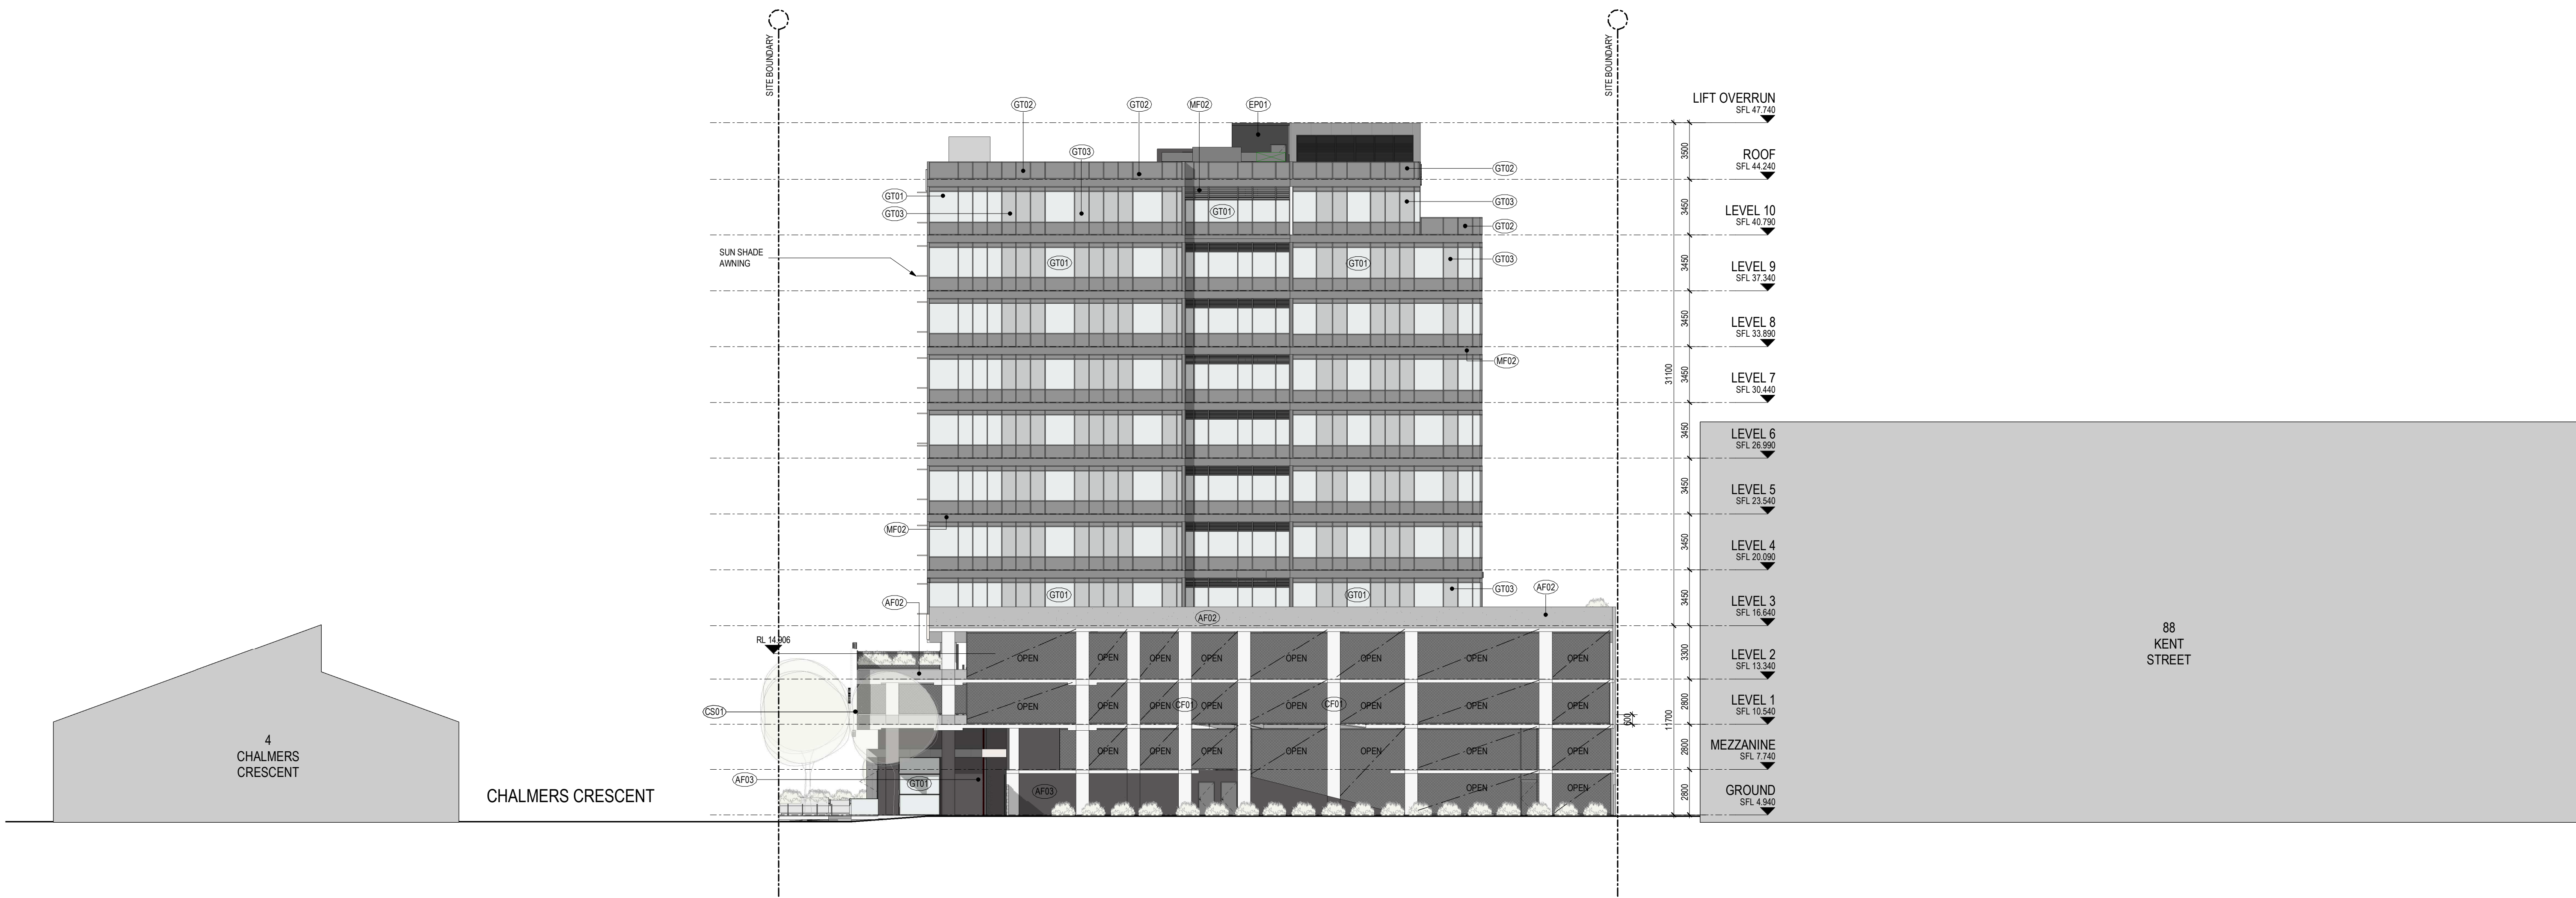 SITE BOUNDARY
SITE BOUNDARY
LIFT OVERRUN
SFL 47.740
GT02
GT02
MF02
EP01
3500
GT03
ROOF
SFL 44.240
GT02
GT01
GT03
GT01
GT03
3450
LEVEL 10
SFL 40.790
GT02
SUN SHADE
AWNING
GT01
GT01
GT03
3450
LEVEL 9
SFL 37.340
3450
LEVEL 8
SFL 33.890
MF02
31100
3450
LEVEL 7
SFL 30.440
3450
LEVEL 6
SFL 26.990
3450
LEVEL 5
SFL 23.540
MF02
3450
LEVEL 4
SFL 20.090
GT01
GT01
GT03
AF02
AF02
AF02
3450
LEVEL 3
SFL 16.640
RL 14.906
OPEN
OPEN
OPEN
OPEN
OPEN
OPEN
OPEN
OPEN
3300
LEVEL 2
SFL 13.340
88
KENT
STREET
CS01
OPEN
OPEN
OPEN
CF01
OPEN
OPEN
CF01
OPEN
OPEN
OPEN
600
11700
2800
LEVEL 1
SFL 10.540
4
CHALMERS
CRESCENT
OPEN
OPEN
OPEN
OPEN
OPEN
OPEN
OPEN
2800
MEZZANINE
SFL 7.740
CHALMERS CRESCENT
AF03
GT01
AF03
OPEN
OPEN
2800
GROUND
SFL 4.940